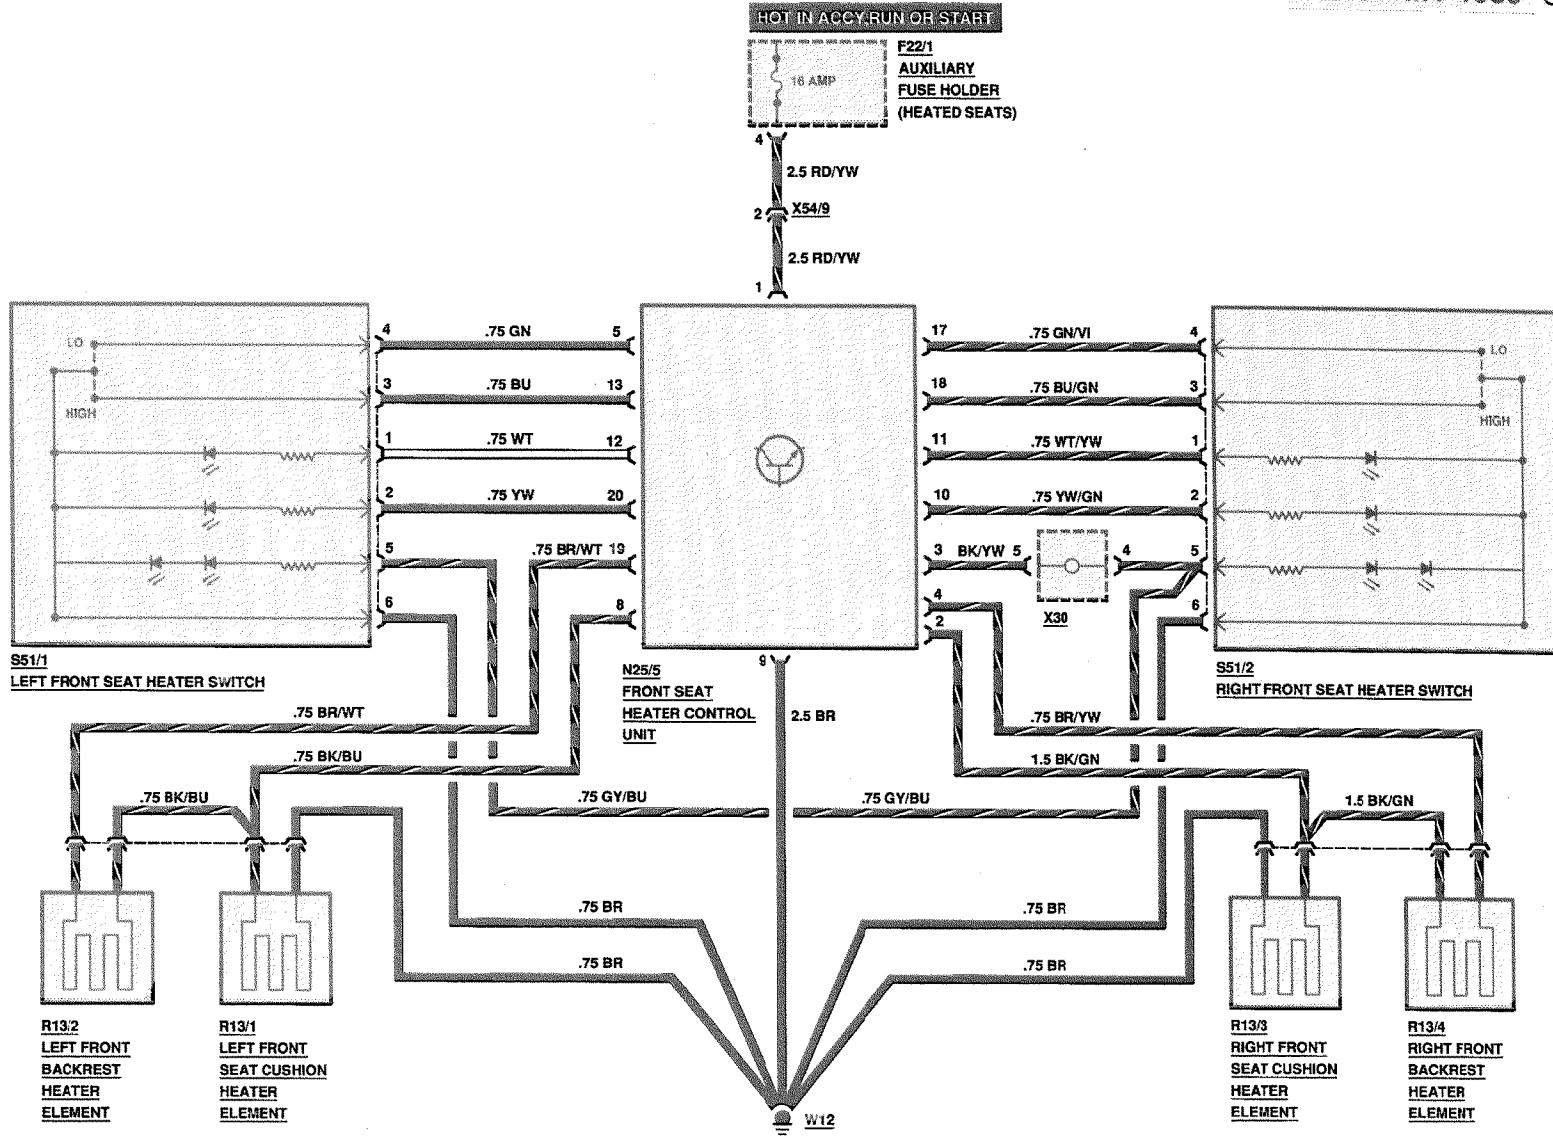 HOT IN ACCY.RUN OR START
F22/1
AUXILIARY
FUSE HOLDER
(HEATED SEATS)
16 AMP
4
2.5 RD/YW
2
X54/9
2.5 RD/YW
1
LO
HIGH
4
.75 GN
5
3
.75 BU
13
1
.75 WT
12
2
.75 YW
20
5
.75 BR/WT
19
6
8
S51/1
LEFT FRONT SEAT HEATER SWITCH
17
.75 GN/VI
4
18
.75 BU/GN
3
11
.75 WT/YW
1
10
.75 YW/GN
2
3
BK/YW
5
4
5
4
2
X30
6
LO
HIGH
S51/2
RIGHT FRONT SEAT HEATER SWITCH
N25/5
FRONT SEAT
HEATER CONTROL
UNIT
9
2.5 BR
.75 BR/WT
.75 BK/BU
.75 BK/BU
.75 GY/BU
.75 GY/BU
.75 BR/YW
1.5 BK/GN
1.5 BK/GN
.75 BR
.75 BR
.75 BR
.75 BR
R13/2
LEFT FRONT
BACKREST
HEATER
ELEMENT
R13/1
LEFT FRONT
SEAT CUSHION
HEATER
ELEMENT
R13/3
RIGHT FRONT
SEAT CUSHION
HEATER
ELEMENT
R13/4
RIGHT FRONT
BACKREST
HEATER
ELEMENT
W12